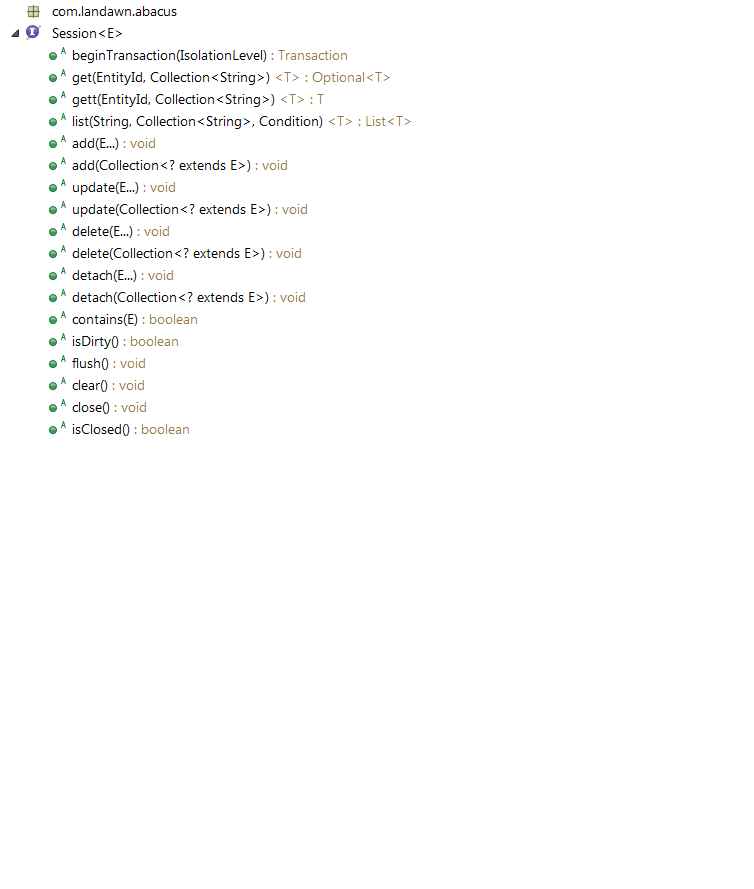 com.landawn.abacus
I Session<E>
A beginTransaction(IsolationLevel) : Transaction
A get(EntityId, Collection<String>) <T> : Optional<T>
A gett(EntityId, Collection<String>) <T> : T
A list(String, Collection<String>, Condition) <T> : List<T>
A add(E...) : void
A add(Collection<? extends E>) : void
A update(E...) : void
A update(Collection<? extends E>) : void
A delete(E...) : void
A delete(Collection<? extends E>) : void
A detach(E...) : void
A detach(Collection<? extends E>) : void
A contains(E) : boolean
A isDirty() : boolean
A flush() : void
A clear() : void
A close() : void
A isClosed() : boolean